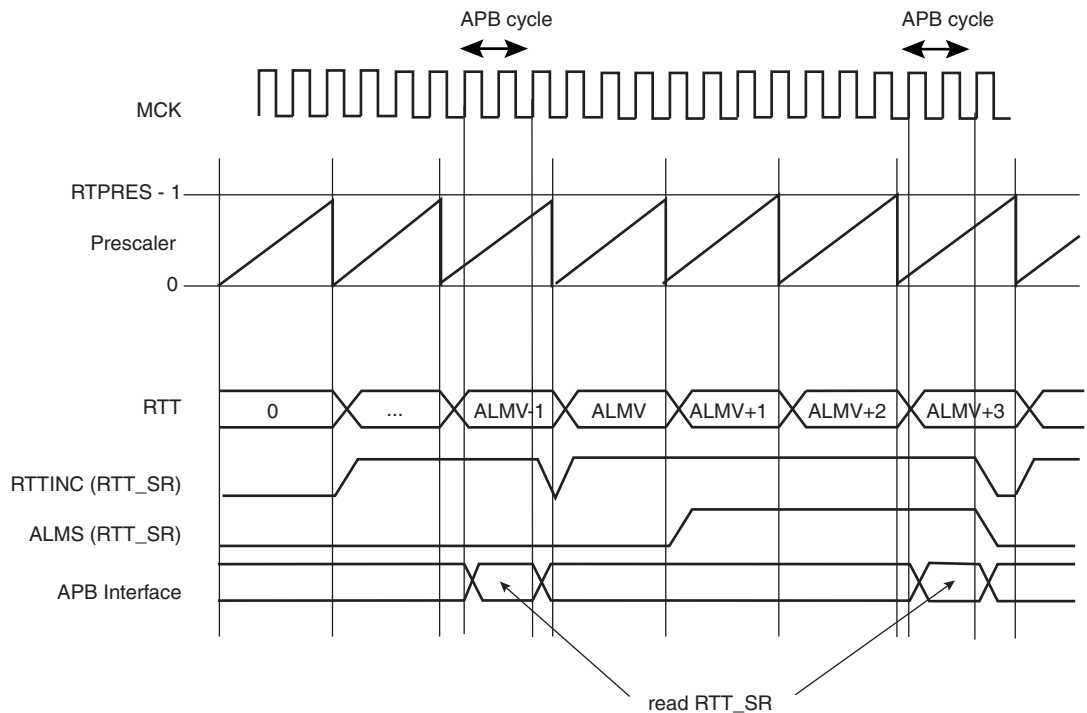 APB cycle
APB cycle
MCK
RTPRES - 1
Prescaler
0
RTT
0
...
ALMV-1
ALMV
ALMV+1
ALMV+2
ALMV+3
RTTINC (RTT_SR)
ALMS (RTT_SR)
APB Interface
read RTT_SR